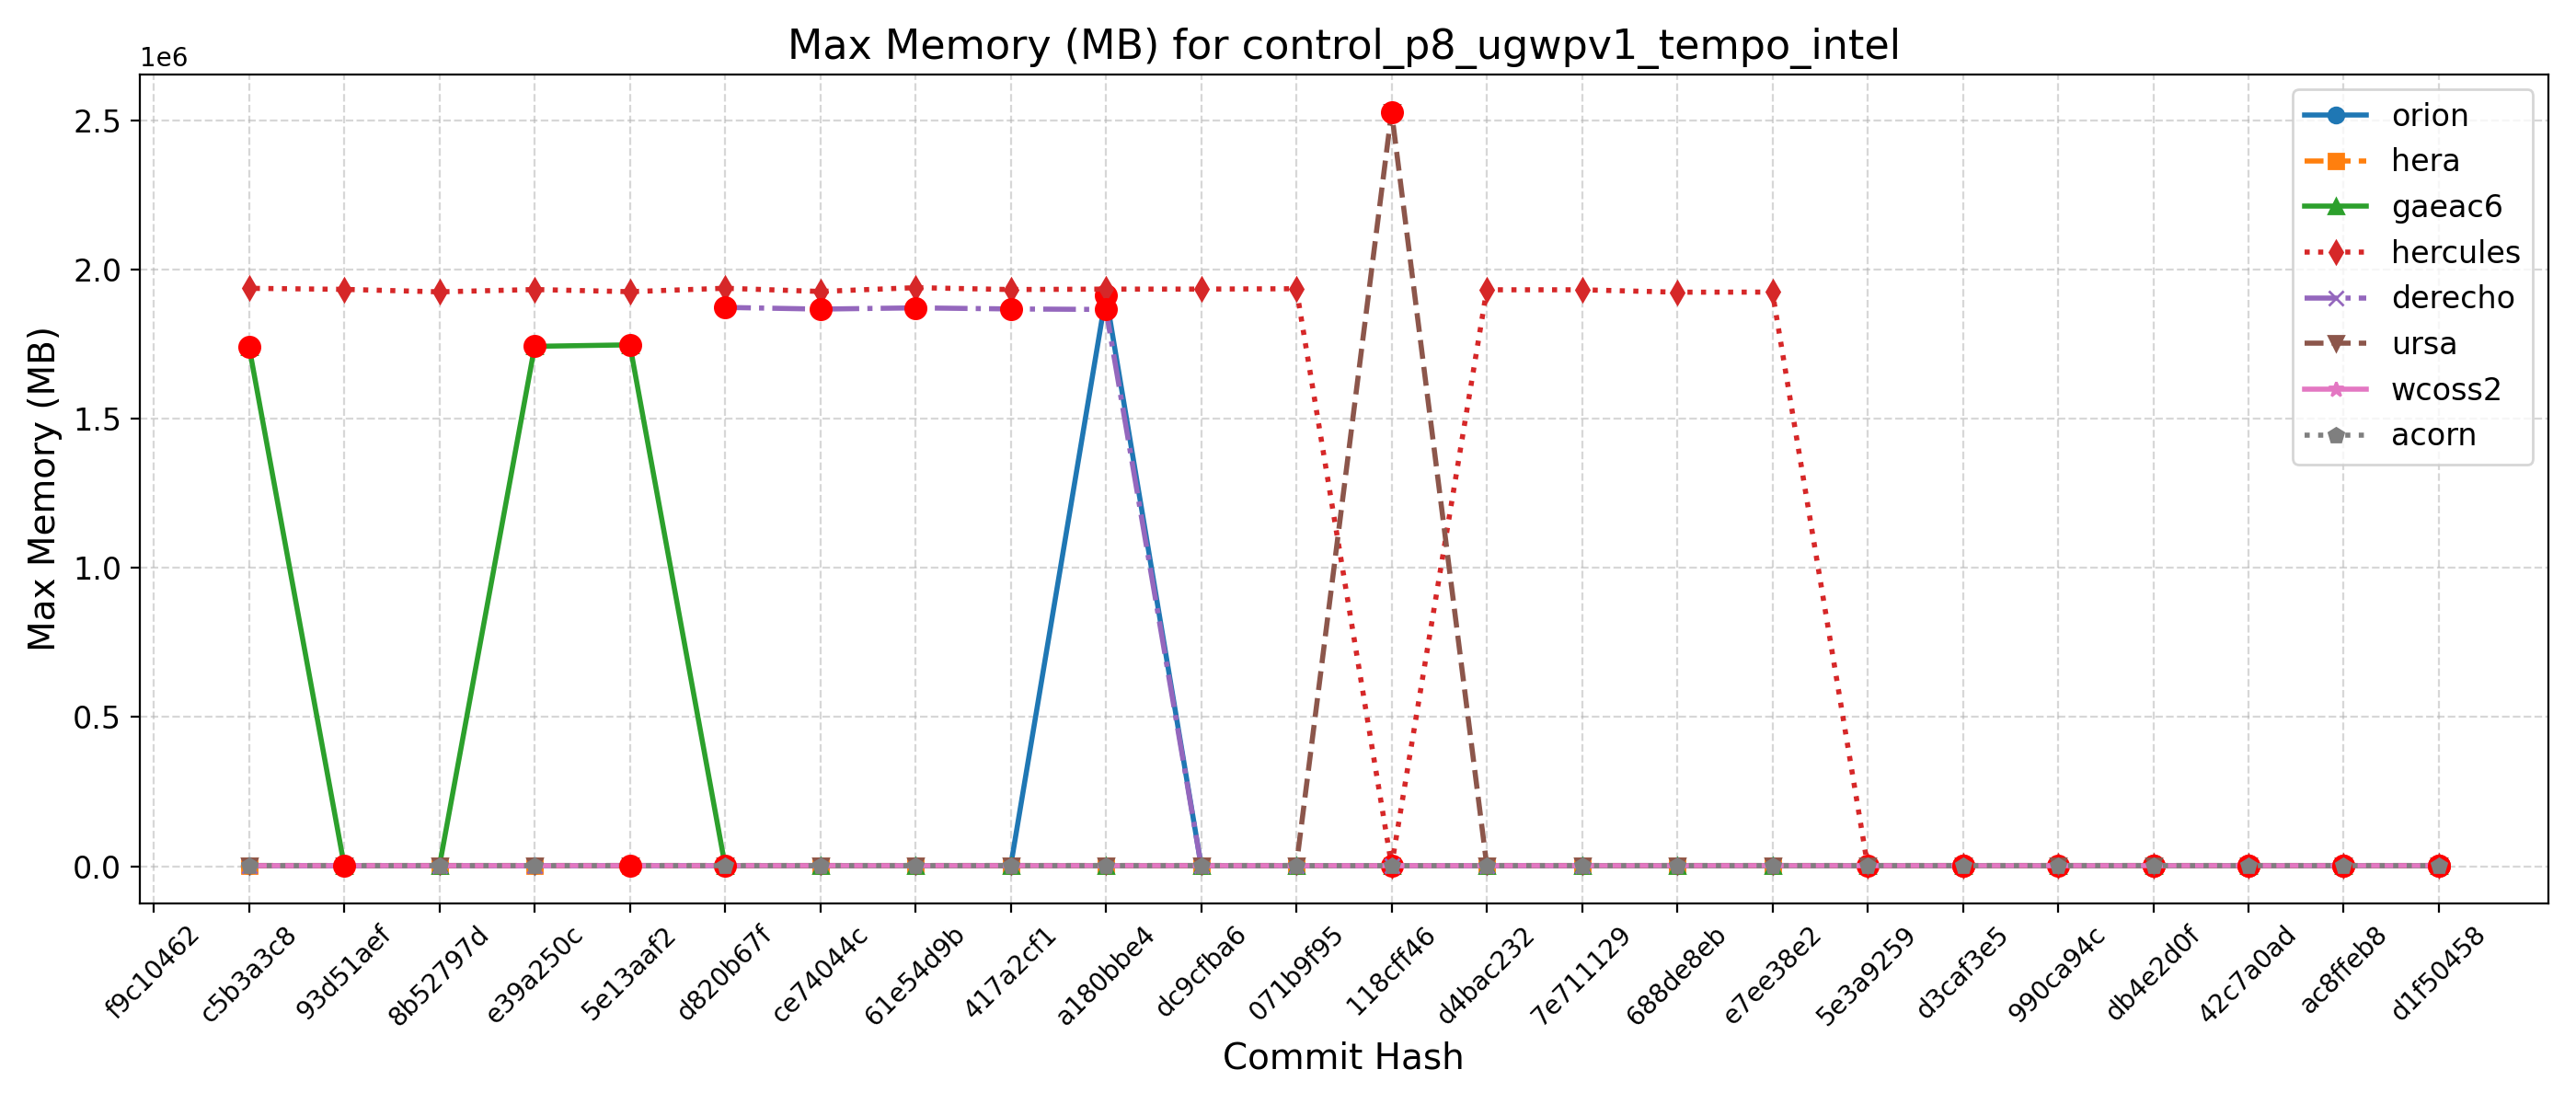 Max Memory (MB) for control_p8_ugwpv1_tempo_intel
1e6
2.5
2.0
1.5
1.0
0.5
0.0
Max Memory (MB)
orion
hera
gaeac6
hercules
derecho
ursa
wcoss2
acorn
f9c10462
c5b3a3c8
93d51aef
8b52797d
e39a250c
5e13aaf2
d820b67f
ce74044c
61e54d9b
417a2cf1
a180bbe4
dc9cfba6
071b9f95
118cff46
d4bac232
7e711129
688de8eb
e7ee38e2
5e3a9259
d3caf3e5
990ca94c
db4e2d0f
42c7a0ad
ac8ffeb8
d1f50458
Commit Hash